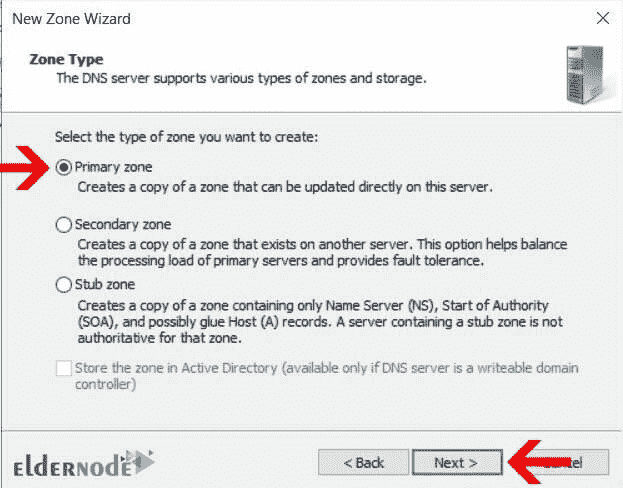 New Zone Wizard
Zone Type
The DNS server supports various types of zones and storage.
Select the type of zone you want to create:
Primary zone
Creates a copy of a zone that can be updated directly on this server.
Secondary zone
Creates a copy of a zone that exists on another server. This option helps balance
the processing load of primary servers and provides fault tolerance.
Stub zone
Creates a copy of a zone containing only Name Server (NS), Start of Authority
(SOA), and possibly glue Host (A) records. A server containing a stub zone is not
authoritative for that zone.
Store the zone in Active Directory (available only if DNS server is a writeable domain
controller)
elderNode
< Back Next >